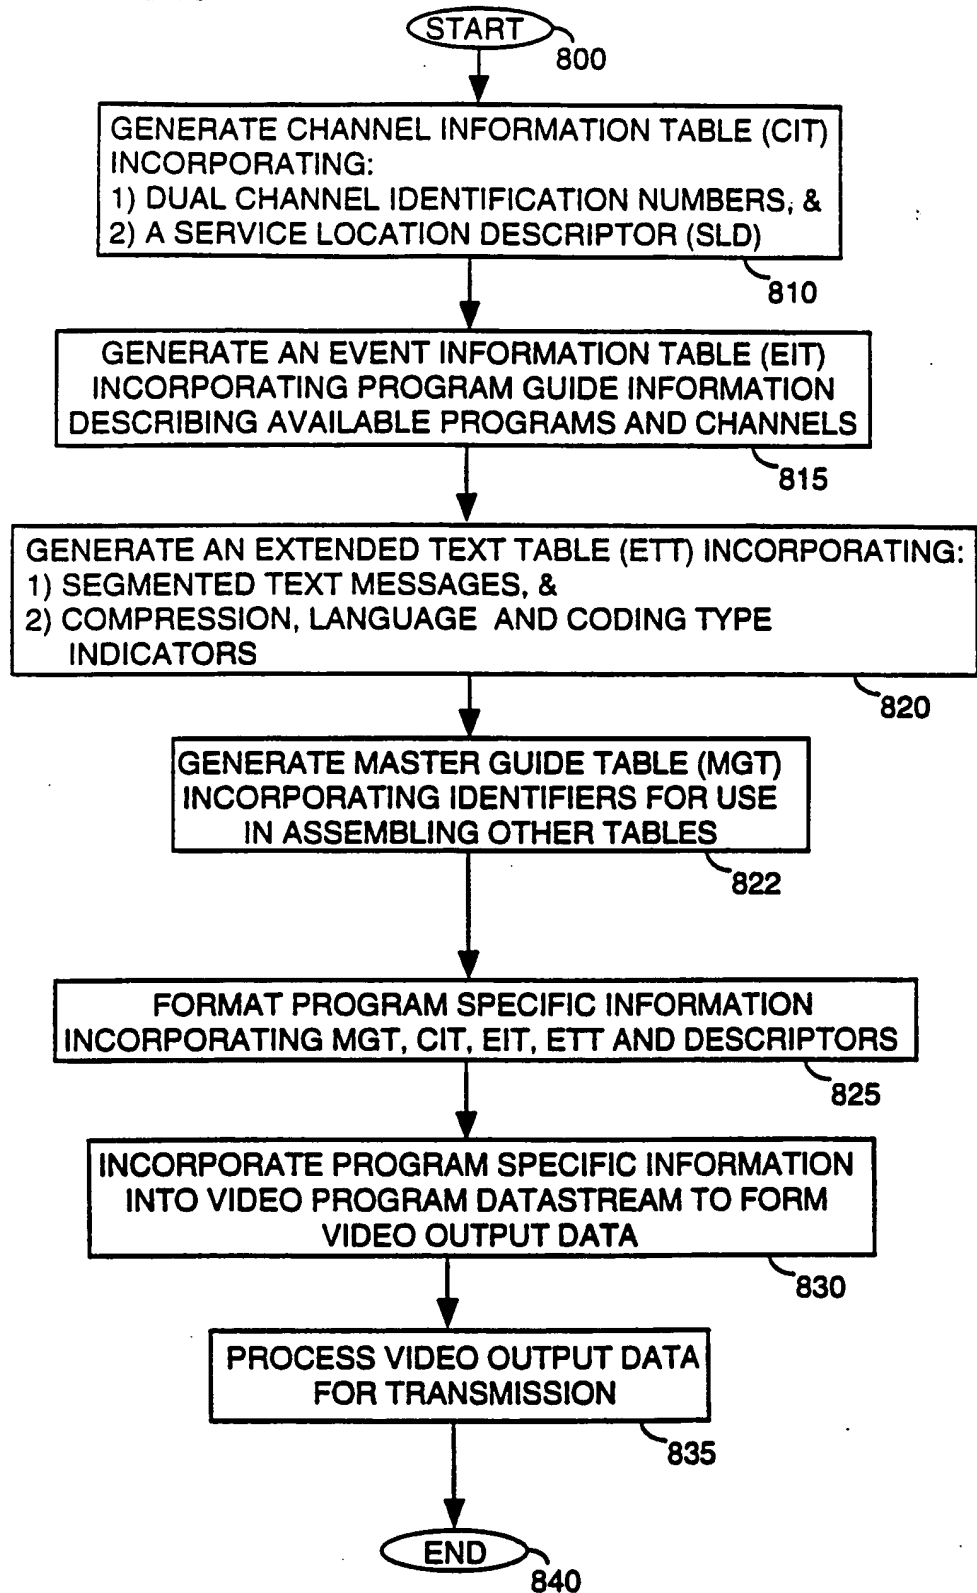 START
800
GENERATE CHANNEL INFORMATION TABLE (CIT)
INCORPORATING:
1) DUAL CHANNEL IDENTIFICATION NUMBERS, &
2) A SERVICE LOCATION DESCRIPTOR (SLD)
810
GENERATE AN EVENT INFORMATION TABLE (EIT)
INCORPORATING PROGRAM GUIDE INFORMATION
DESCRIBING AVAILABLE PROGRAMS AND CHANNELS
815
GENERATE AN EXTENDED TEXT TABLE (ETT) INCORPORATING:
1) SEGMENTED TEXT MESSAGES, &
2) COMPRESSION, LANGUAGE AND CODING TYPE
INDICATORS
820
GENERATE MASTER GUIDE TABLE (MGT)
INCORPORATING IDENTIFIERS FOR USE
IN ASSEMBLING OTHER TABLES
822
FORMAT PROGRAM SPECIFIC INFORMATION
INCORPORATING MGT, CIT, EIT, ETT AND DESCRIPTORS
825
INCORPORATE PROGRAM SPECIFIC INFORMATION
INTO VIDEO PROGRAM DATASTREAM TO FORM
VIDEO OUTPUT DATA
830
PROCESS VIDEO OUTPUT DATA
FOR TRANSMISSION
835
END
840